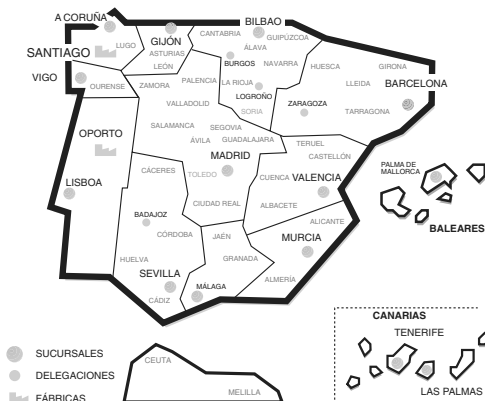 A CORUÑA
LUGO
SANTIAGO
VIGO
OURENSE
GIJÓN
ASTURIAS
LEÓN
CANTABRIA
BILBAO
GUIPÚZCOA
ÁLAVA
BURGOS
NAVARRA
HUESCA
GIRONA
LLEIDA
BARCELONA
ZAMORA
PALENCIA
LA RIOJA
LOGROÑO
VALLADOLID
SORIA
ZARAGOZA
TARRAGONA
OPORTO
SALAMANCA
SEGOVIA
ÁVILA
GUADALAJARA
TERUEL
CASTELLÓN
MADRID
LISBOA
CÁCERES
TOLEDO
CUENCA
VALENCIA
PALMA DE
MALLORCA
CIUDAD REAL
ALBACETE
BADAJOZ
ALICANTE
BALEARES
CÓRDOBA
JAÉN
MURCIA
HUELVA
GRANADA
SEVILLA
ALMERÍA
MÁLAGA
CÁDIZ
CANARIAS
TENERIFE
LAS PALMAS
CEUTA
MELILLA
SUCURSALES
DELEGACIONES
FÁBRICAS